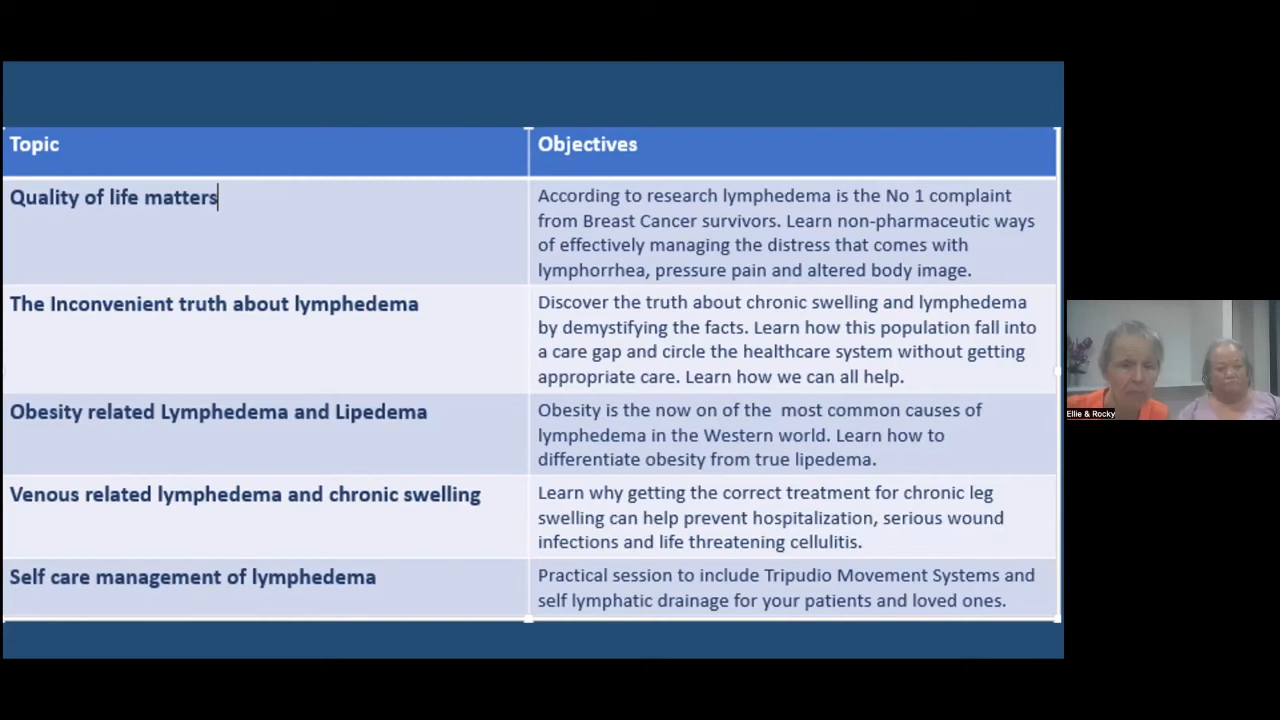 Topic
Objectives
Quality of life matters
According to research lymphedema is the No 1 complaint
from Breast Cancer survivors. Learn non-pharmaceutic ways
of effectively managing the distress that comes with
lymphorrhea, pressure pain and altered body image.
The Inconvenient truth about lymphedema
Discover the truth about chronic swelling and lymphedema
by demystifying the facts. Learn how this population fall into
a care gap and circle the healthcare system without getting
appropriate care. Learn how we can all help.
Obesity related Lymphedema and Lipedema
Obesity is the now on of the  most common causes of
lymphedema in the Western world. Learn how to
differentiate obesity from true lipedema.
Venous related lymphedema and chronic swelling
Learn why getting the correct treatment for chronic leg
swelling can help prevent hospitalization, serious wound
infections and life threatening cellulitis.
Self care management of lymphedema
Practical session to include Tripudio Movement Systems and
self lymphatic drainage for your patients and loved ones.
Ellie & Rocky